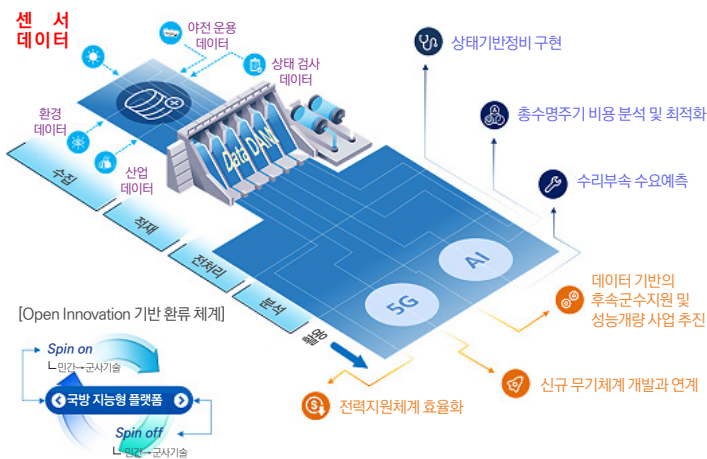 센 서
데이터
야전 운용
데이터
상태 검사
데이터
환경
데이터
산업
데이터
Data DAM
수집
적재
전처리
분석
활용
5G
AI
상태기반정비 구현
총수명주기 비용 분석 및 최적화
수리부속 수요예측
데이터 기반의
후속군수지원 및
성능개량 사업 추진
신규 무기체계 개발과 연계
전력지원체계 효율화
[Open Innovation 기반 환류 체계]
Spin on
민간→군사기술
국방 지능형 플랫폼
Spin off
민간→군사기술